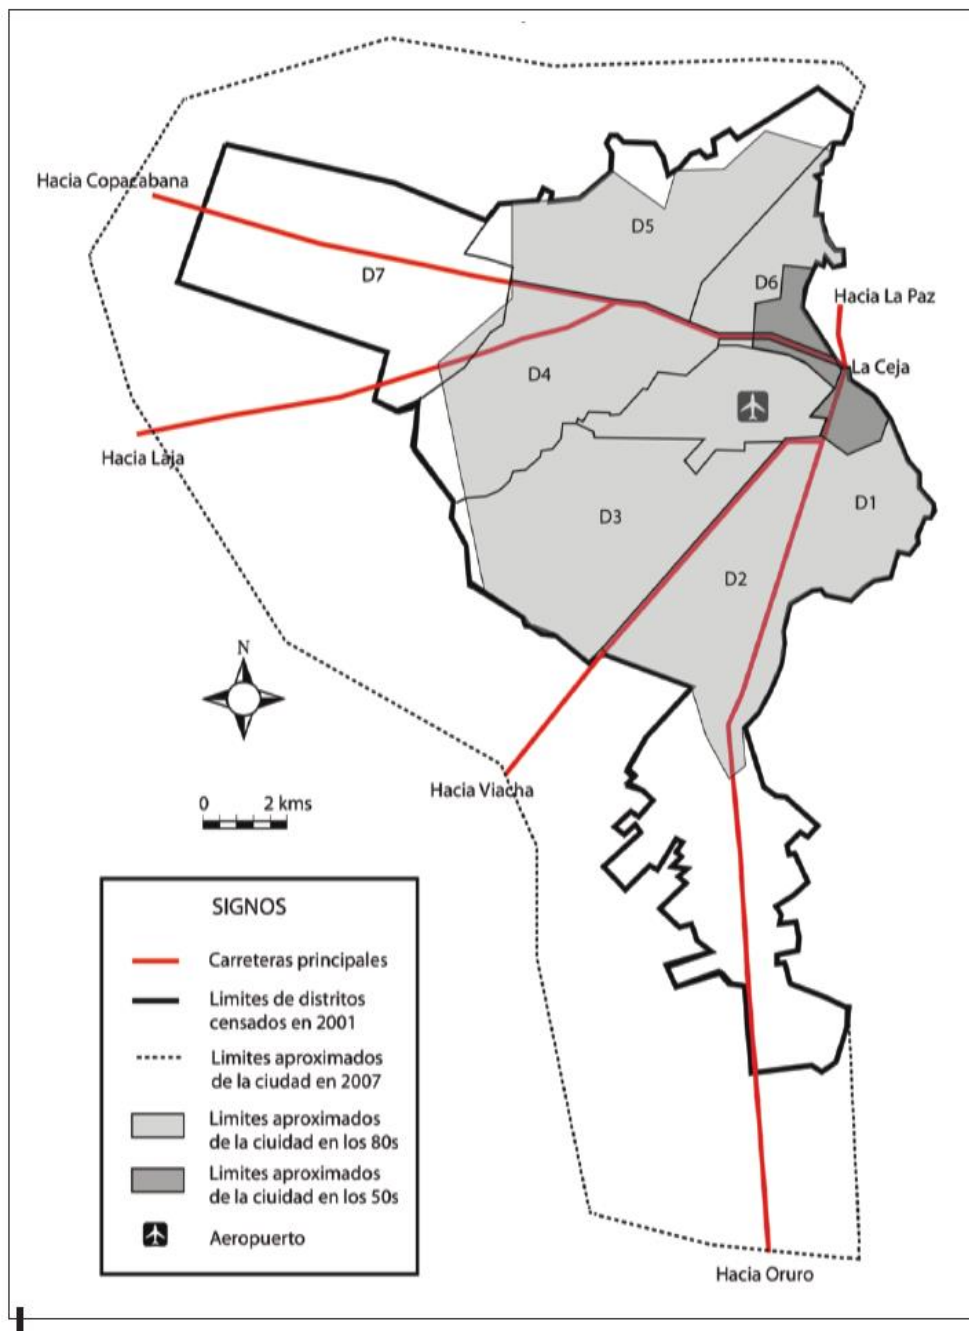 Hacia Copacabana
D5
D7
D6
Hacia La Paz
La Ceja
D4
Hacia Laja
D3
D1
D2
N
Hacia Viacha
0 2 kms
SIGNOS
Carreteras principales
Limites de distritos
censados en 2001
Limites aproximados
de la ciudad en 2007
Limites aproximados
de la ciuidad en los 80s
Limites aproximados
de la ciuidad en los 50s
Aeropuerto
Hacia Oruro